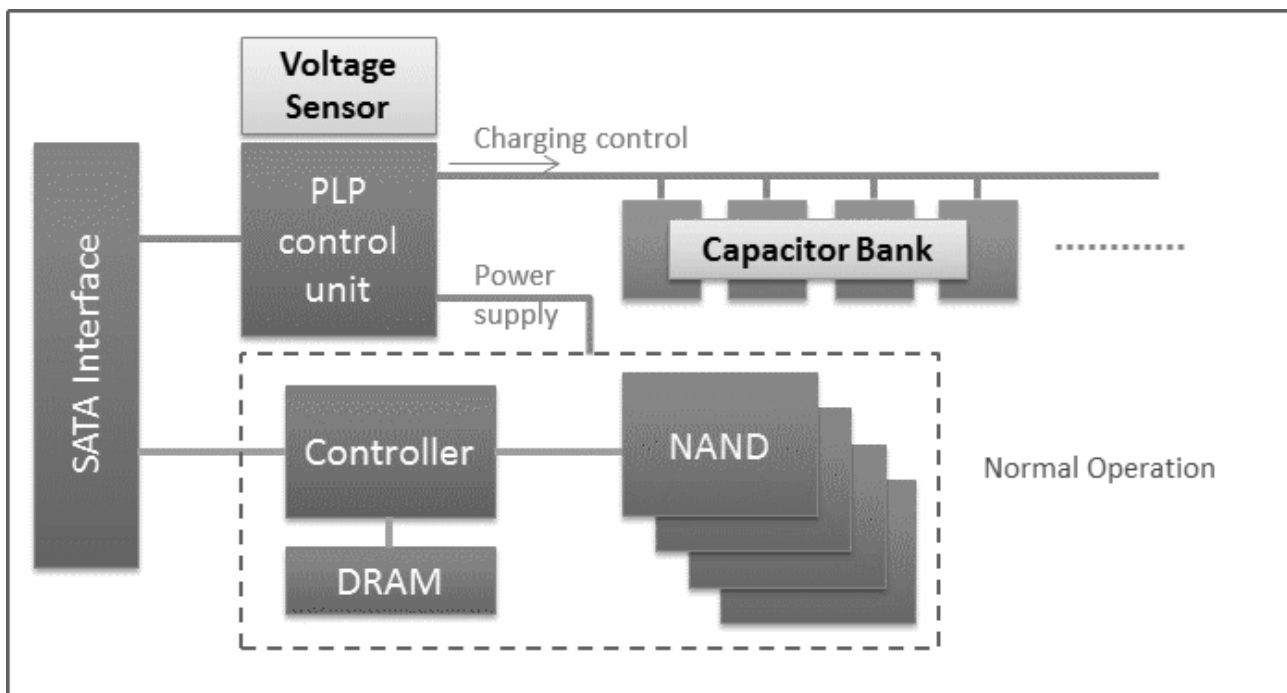 Voltage
Sensor
Charging control
PLP
control
unit
SATA Interface
Capacitor Bank
Power
supply
Controller
NAND
Normal Operation
DRAM